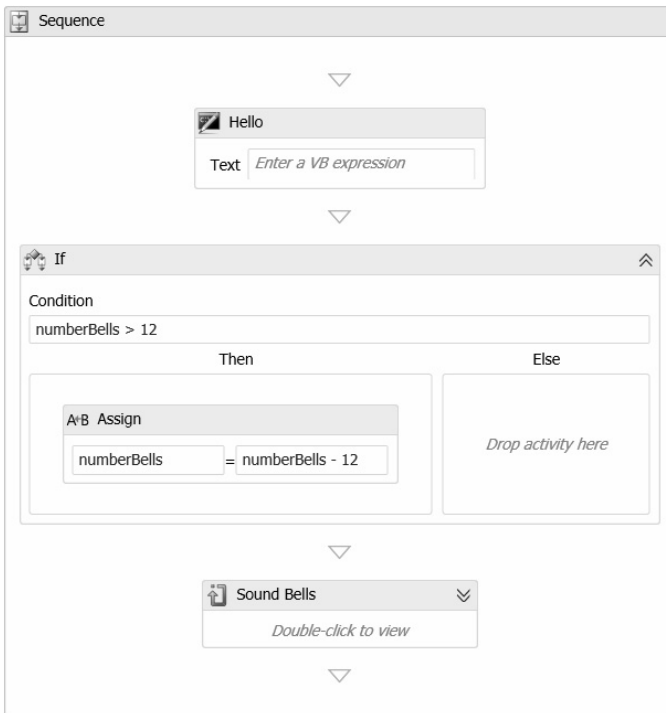 Sequence
Hello
Text Enter a VB expression
If
Condition
numberBells > 12
Then Else
A+B Assign
numberBells = numberBells - 12
Drop activity here
Sound Bells
Double-click to view